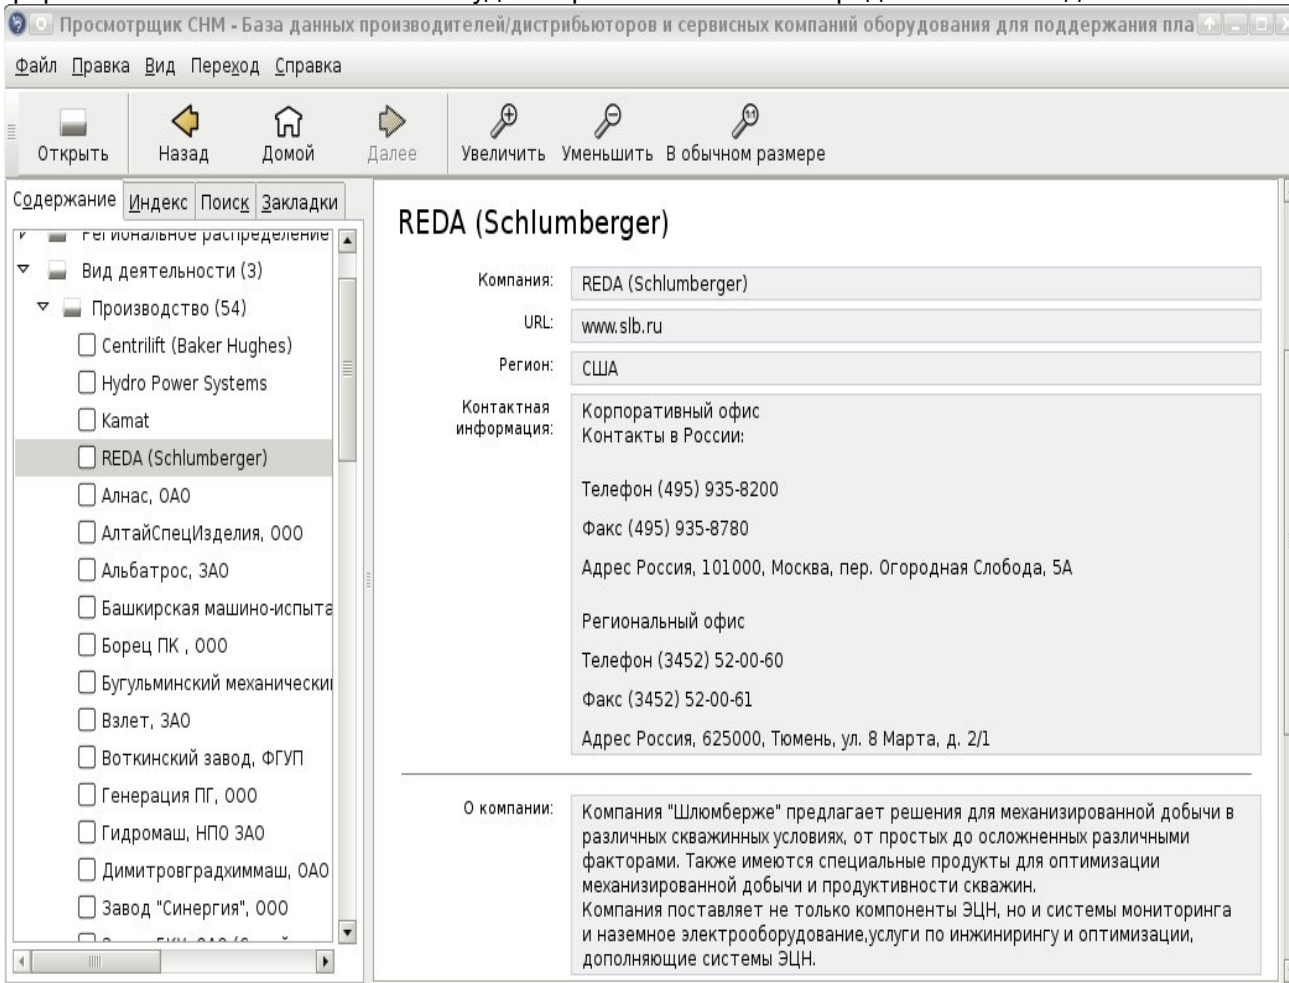 Просмотрщик CHM - База данных производителей/дистрибьюторов и сервисных компаний оборудования для поддержания пла
Файл Правка Вид Переход Справка
Открыть Назад Домой Далее Увеличить Уменьшить В обычном размере
Содержание Индекс Поиск Закладки
Региональное распределение
Вид деятельности (3)
Производство (54)
Centrilift (Baker Hughes)
Hydro Power Systems
Kamat
REDA (Schlumberger)
Алнас, ОАО
АлтайСпецИзделия, ООО
Альбатрос, ЗАО
Башкирская машино-испыта
Борец ПК , ООО
Бугульминский механически
Взлет, ЗАО
Воткинский завод, ФГУП
Генерация ПГ, ООО
Гидромаш, НПО ЗАО
Димитровградхиммаш, ОАО
Завод "Синергия", ООО
REDA (Schlumberger)
Компания: REDA (Schlumberger)
URL: www.slb.ru
Регион: США
Контактная
информация:
Корпоративный офис
Контакты в России:
Телефон (495) 935-8200
Факс (495) 935-8780
Адрес Россия, 101000, Москва, пер. Огородная Слобода, 5А
Региональный офис
Телефон (3452) 52-00-60
Факс (3452) 52-00-61
Адрес Россия, 625000, Тюмень, ул. 8 Марта, д. 2/1
О компании: Компания "Шлюмберже" предлагает решения для механизированной добычи в
различных скважинных условиях, от простых до осложненных различными
факторами. Также имеются специальные продукты для оптимизации
механизированной добычи и продуктивности скважин.
Компания поставляет не только компоненты ЭЦН, но и системы мониторинга
и наземное электрооборудование,услуги по инжинирингу и оптимизации,
дополняющие системы ЭЦН.